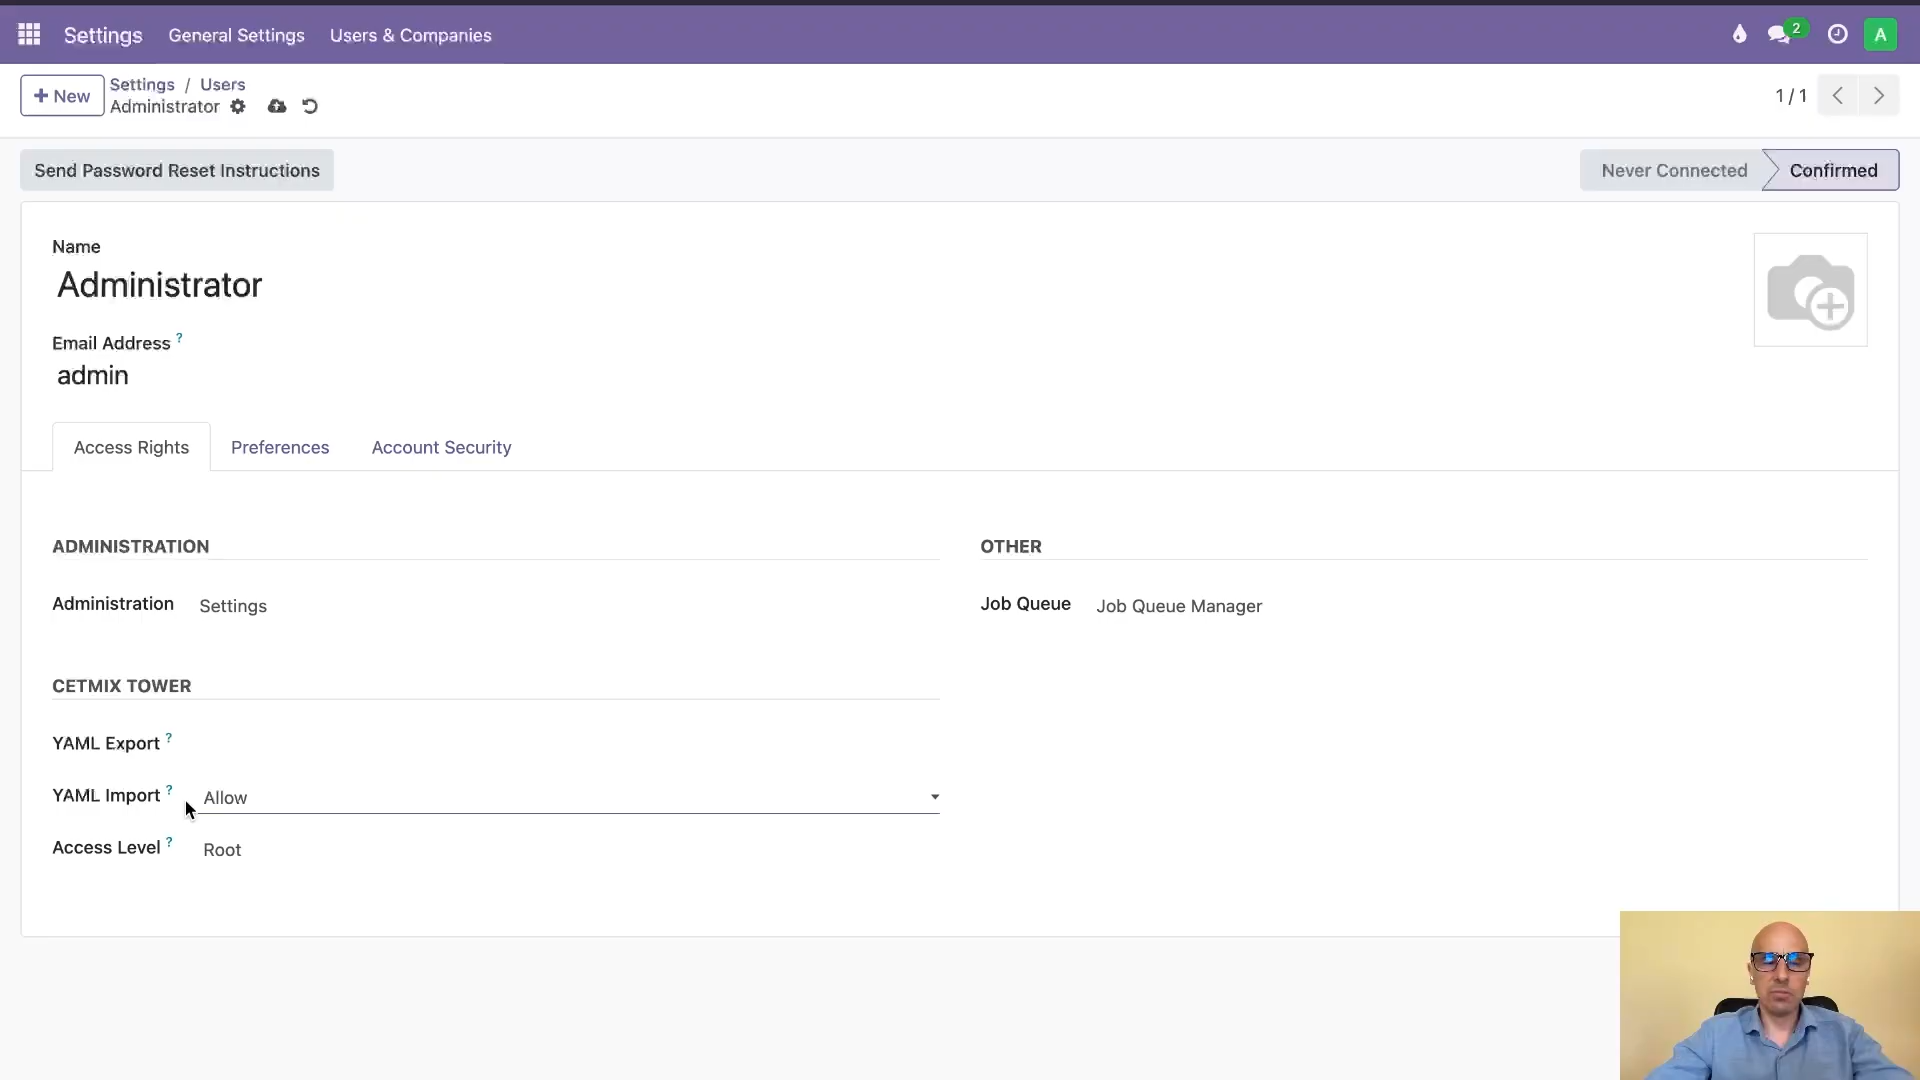 Settings General Settings Users & Companies 2 A
New Settings / Users
Administrator
1 / 1
Send Password Reset Instructions
Never Connected Confirmed
Name
Administrator
Email Address ?
admin
Access Rights Preferences Account Security
ADMINISTRATION
Administration Settings
OTHER
Job Queue Job Queue Manager
CETMIX TOWER
YAML Export ?
YAML Import ? Allow
Access Level ? Root